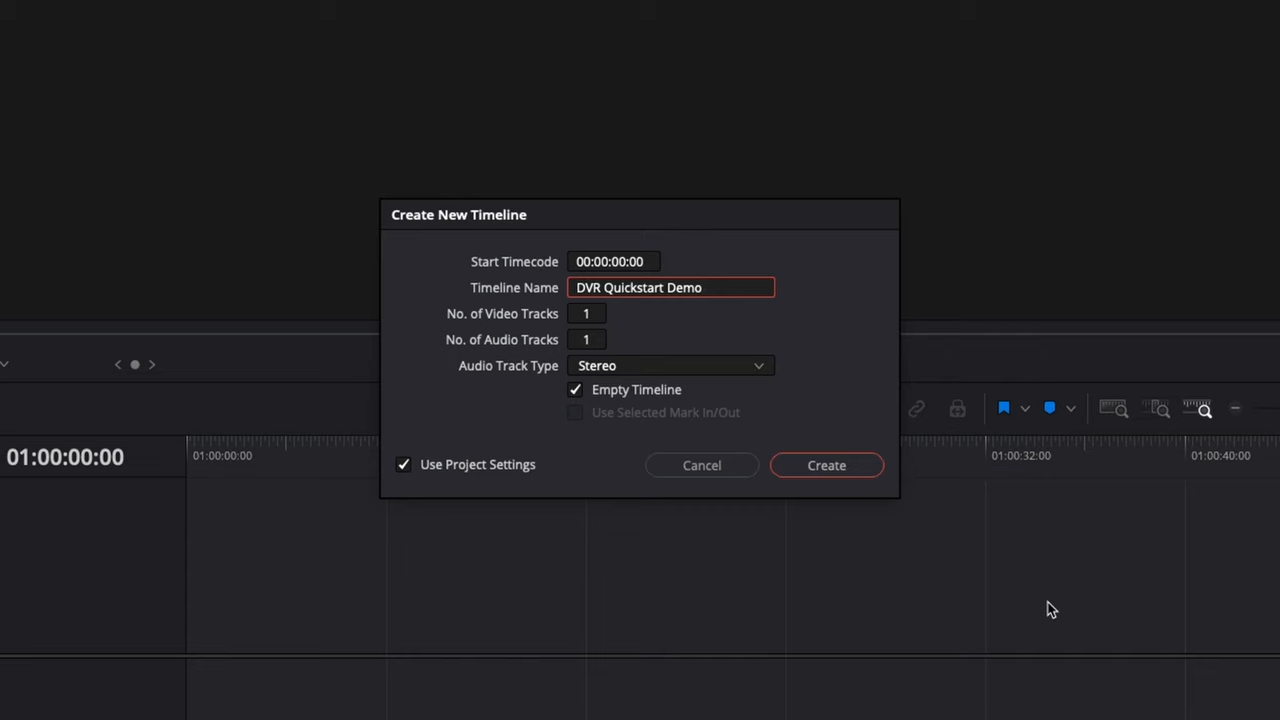 Create New Timeline
Start Timecode 00:00:00:00
Timeline Name DVR Quickstart Demo
No. of Video Tracks 1
No. of Audio Tracks 1
Audio Track Type Stereo
Empty Timeline
Use Selected Mark In/Out
Use Project Settings Cancel Create
01:00:00:00 01:00:00:00 01:00:32:00 01:00:40:00